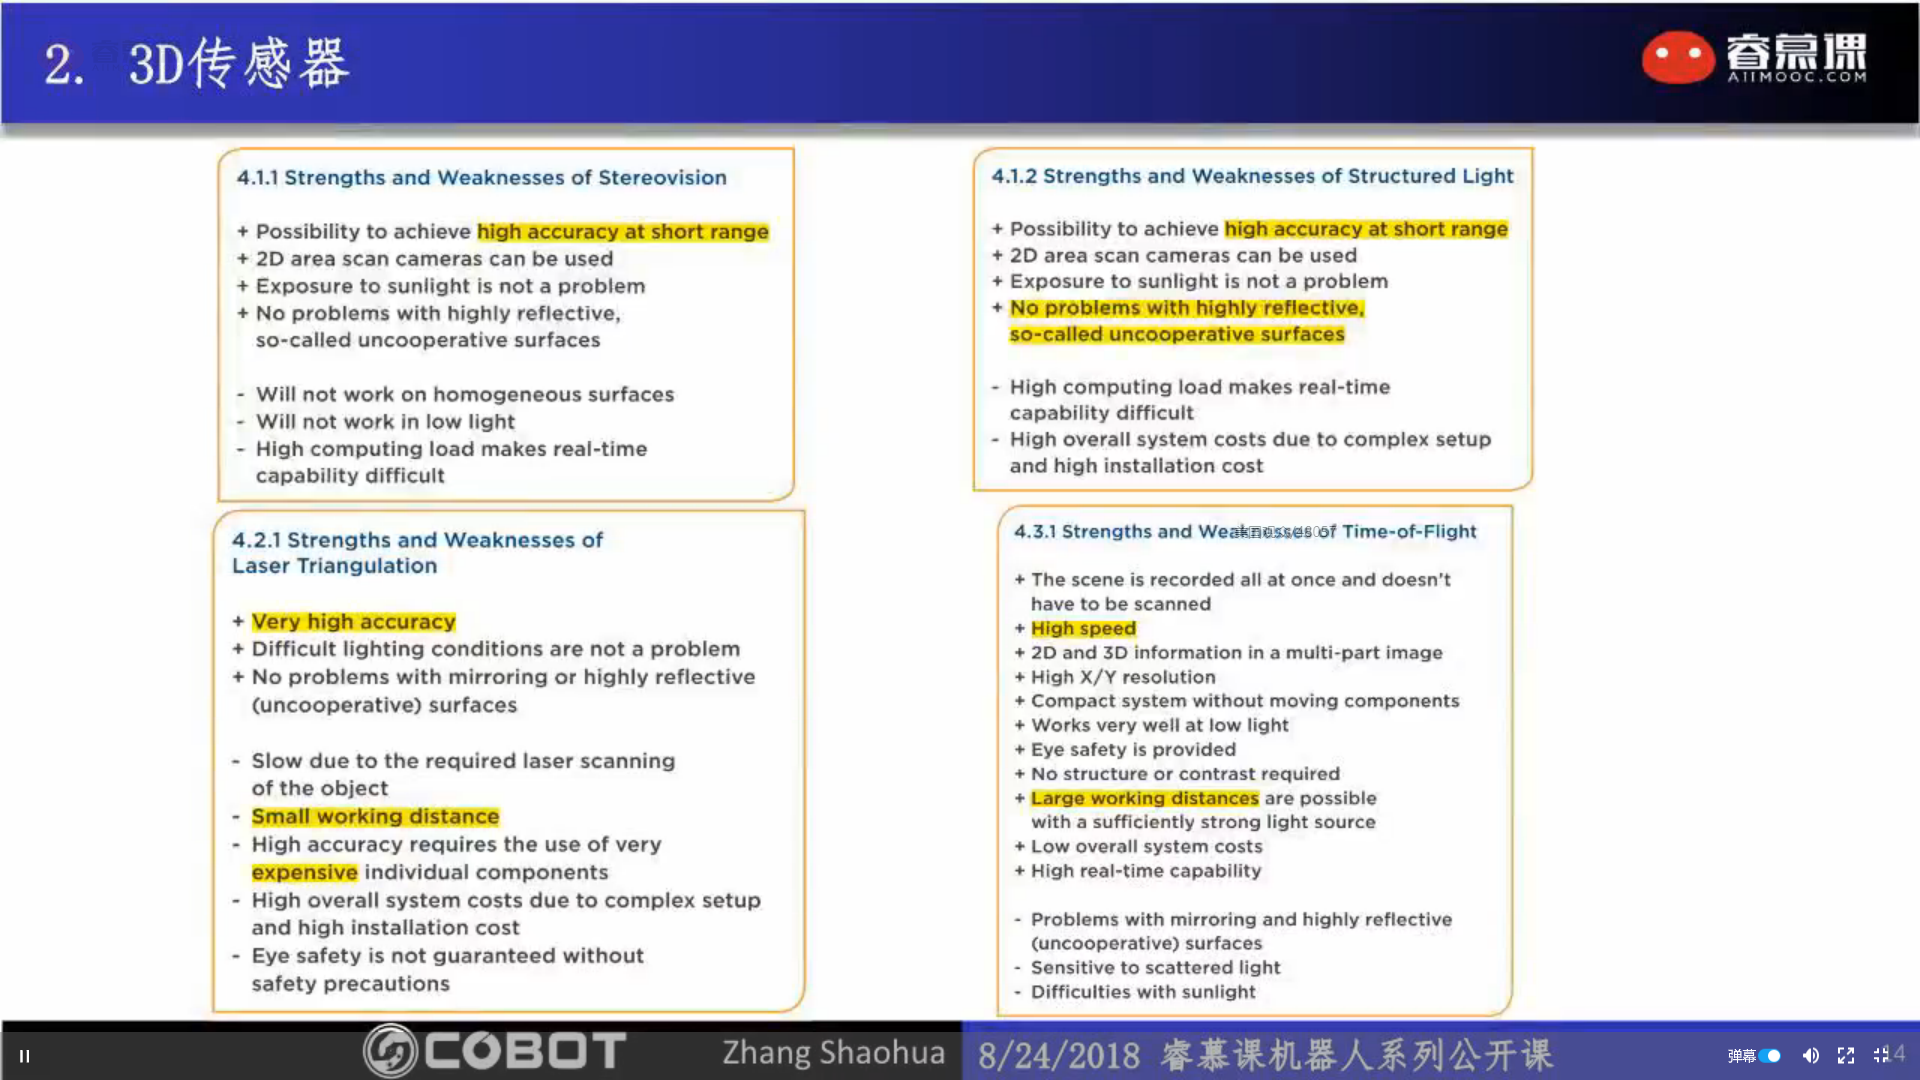 2. 3D传感器
睿慕课
AIIMOOC.COM
4.1.1 Strengths and Weaknesses of Stereovision
+ Possibility to achieve high accuracy at short range
+ 2D area scan cameras can be used
+ Exposure to sunlight is not a problem
+ No problems with highly reflective,
so-called uncooperative surfaces
- Will not work on homogeneous surfaces
- Will not work in low light
- High computing load makes real-time
capability difficult
4.1.2 Strengths and Weaknesses of Structured Light
+ Possibility to achieve high accuracy at short range
+ 2D area scan cameras can be used
+ Exposure to sunlight is not a problem
+ No problems with highly reflective,
so-called uncooperative surfaces
- High computing load makes real-time
capability difficult
- High overall system costs due to complex setup
and high installation cost
4.2.1 Strengths and Weaknesses of
Laser Triangulation
+ Very high accuracy
+ Difficult lighting conditions are not a problem
+ No problems with mirroring or highly reflective
(uncooperative) surfaces
- Slow due to the required laser scanning
of the object
- Small working distance
- High accuracy requires the use of very
expensive individual components
- High overall system costs due to complex setup
and high installation cost
- Eye safety is not guaranteed without
safety precautions
4.3.1 Strengths and Weaknesses of Time-of-Flight
+ The scene is recorded all at once and doesn't
have to be scanned
+ High speed
+ 2D and 3D information in a multi-part image
+ High X/Y resolution
+ Compact system without moving components
+ Works very well at low light
+ Eye safety is provided
+ No structure or contrast required
+ Large working distances are possible
with a sufficiently strong light source
+ Low overall system costs
+ High real-time capability
- Problems with mirroring and highly reflective
(uncooperative) surfaces
- Sensitive to scattered light
- Difficulties with sunlight
COBOT
Zhang Shaohua
8/24/2018 睿慕课机器人系列公开课
弹幕
14